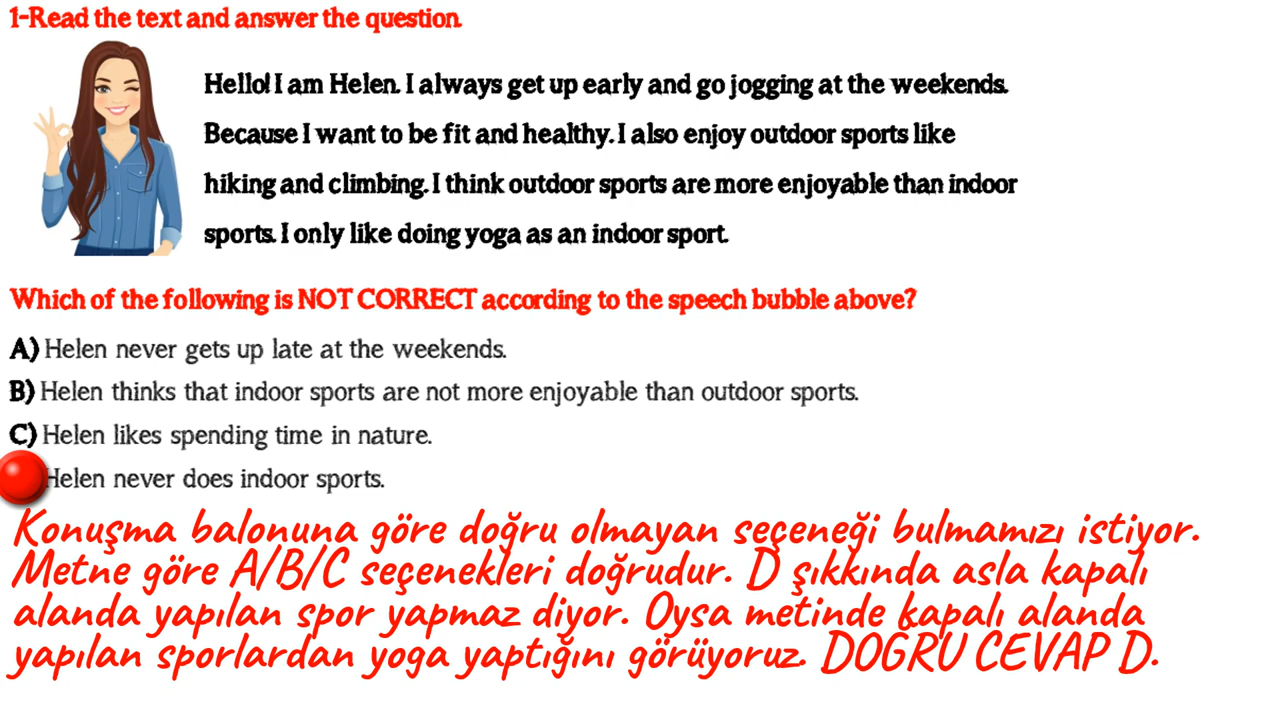 1-Read the text and answer the question.
Hello! I am Helen. I always get up early and go jogging at the weekends.
Because I want to be fit and healthy. I also enjoy outdoor sports like
hiking and climbing. I think outdoor sports are more enjoyable than indoor
sports. I only like doing yoga as an indoor sport.
Which of the following is NOT CORRECT according to the speech bubble above?
A) Helen never gets up late at the weekends.
B) Helen thinks that indoor sports are not more enjoyable than outdoor sports.
C) Helen likes spending time in nature.
Helen never does indoor sports.
Konuşma balonuna göre doğru olmayan seçeneği bulmamızı istiyor.
Metne göre A/B/C seçenekleri doğrudur. D şıkkında asla kapalı
alanda yapılan spor yapmaz diyor. Oysa metinde kapalı alanda
yapılan sporlardan yoga yaptığını görüyoruz. DOĞRU CEVAP D.